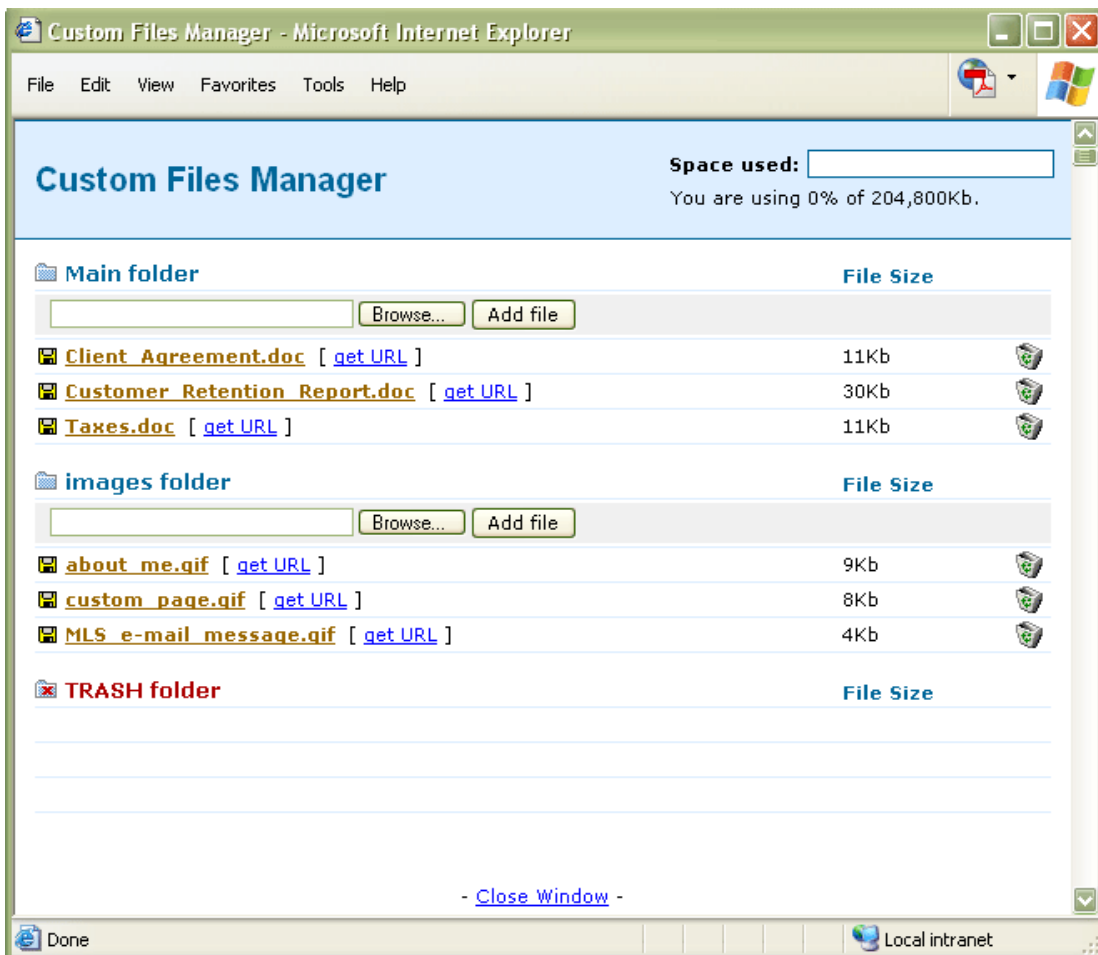 Custom Files Manager - Microsoft Internet Explorer
File Edit View Favorites Tools Help
Custom Files Manager
Space used:
You are using 0% of 204,800Kb.
Main folder File Size
Browse... Add file
Client_Agreement.doc [ get URL ] 11Kb
Customer_Retention_Report.doc [ get URL ] 30Kb
Taxes.doc [ get URL ] 11Kb
images folder File Size
Browse... Add file
about_me.gif [ get URL ] 9Kb
custom_page.gif [ get URL ] 8Kb
MLS_e-mail_message.gif [ get URL ] 4Kb
TRASH folder File Size
- Close Window -
Done Local intranet